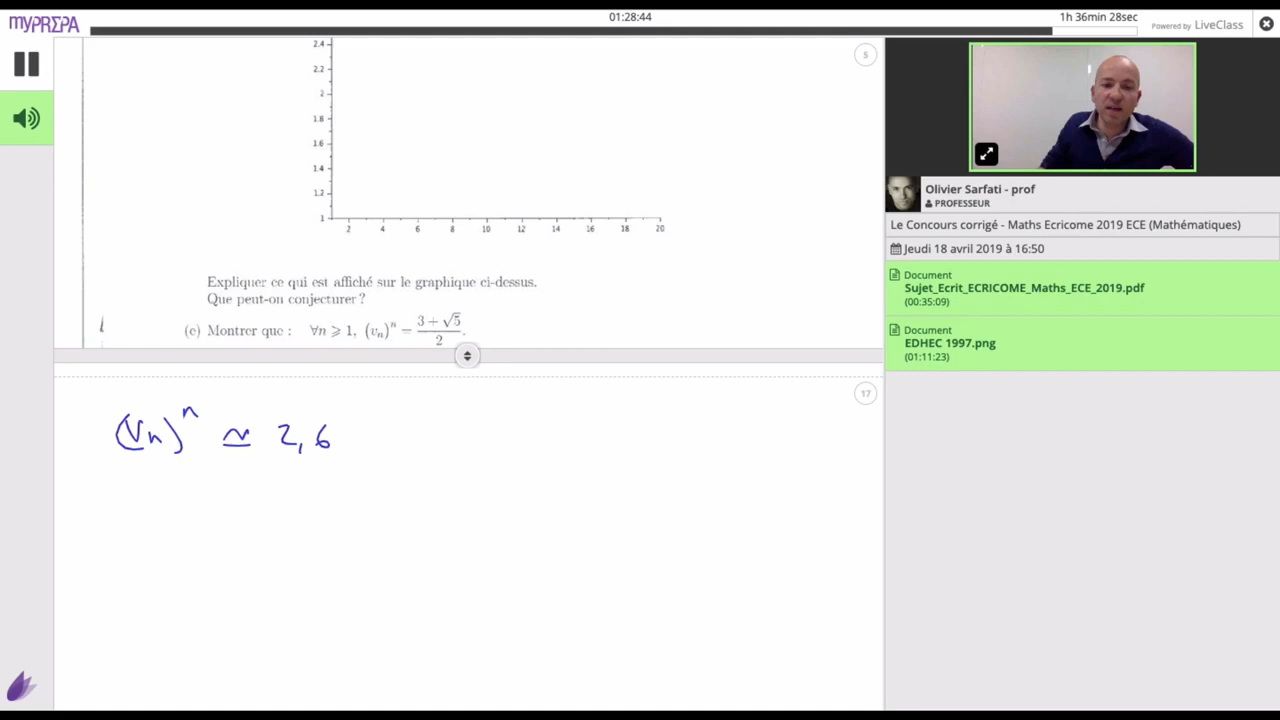 myPREPA
01:28:44
1h 36min 28sec
Powered by LiveClass
5
2.4
2.2
2
1.8
1.6
1.4
1.2
1
2 4 6 8 10 12 14 16 18 20
Expliquer ce qui est affiché sur le graphique ci-dessus.
Que peut-on conjecturer ?
(e) Montrer que : ∀n ⩾ 1, (vₙ)ⁿ = (3 + √5)/2.
17
(Vn)ⁿ ≃ 2,6
Olivier Sarfati - prof
PROFESSEUR
Le Concours corrigé - Maths Ecricome 2019 ECE (Mathématiques)
Jeudi 18 avril 2019 à 16:50
Document
Sujet_Ecrit_ECRICOME_Maths_ECE_2019.pdf
(00:35:09)
Document
EDHEC 1997.png
(01:11:23)